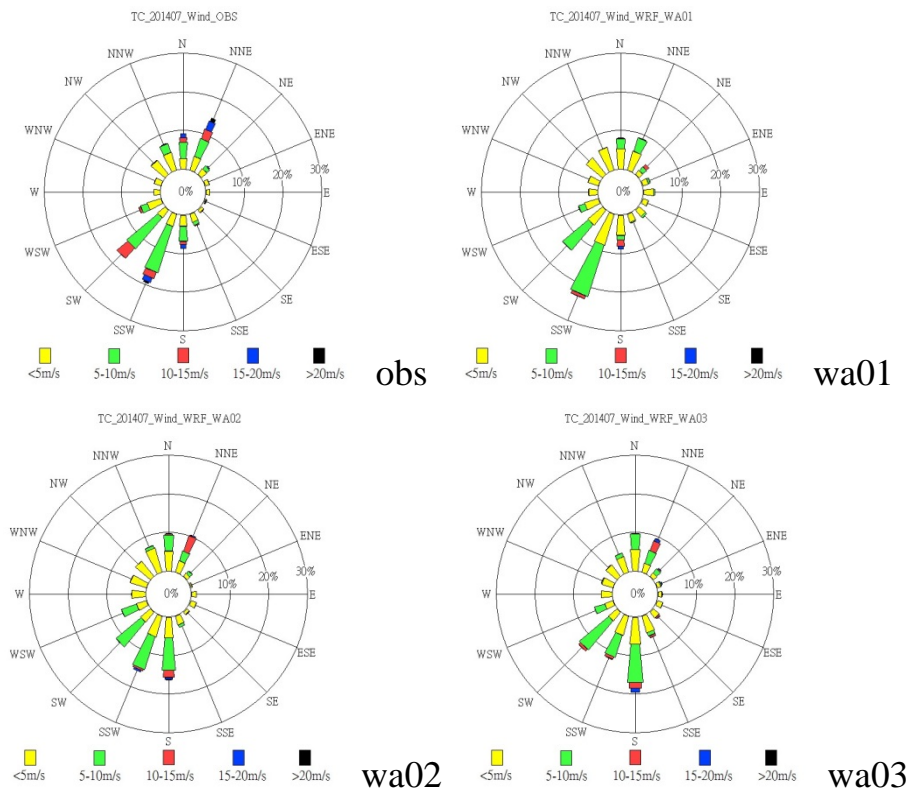 TC_201407_Wind_OBS
N
NNW
NNE
NW
NE
WNW
ENE
30%
20%
10%
W
0%
E
WSW
ESE
SW
SE
SSW
SSE
S
<5m/s
5-10m/s
10-15m/s
15-20m/s
>20m/s
obs
TC_201407_Wind_WRF_WA01
N
NNW
NNE
NW
NE
WNW
ENE
30%
20%
10%
W
0%
E
WSW
ESE
SW
SE
SSW
SSE
S
<5m/s
5-10m/s
10-15m/s
15-20m/s
>20m/s
wa01
TC_201407_Wind_WRF_WA02
N
NNW
NNE
NW
NE
WNW
ENE
30%
20%
10%
W
0%
E
WSW
ESE
SW
SE
SSW
SSE
S
<5m/s
5-10m/s
10-15m/s
15-20m/s
>20m/s
wa02
TC_201407_Wind_WRF_WA03
N
NNW
NNE
NW
NE
WNW
ENE
30%
20%
10%
W
0%
E
WSW
ESE
SW
SE
SSW
SSE
S
<5m/s
5-10m/s
10-15m/s
15-20m/s
>20m/s
wa03